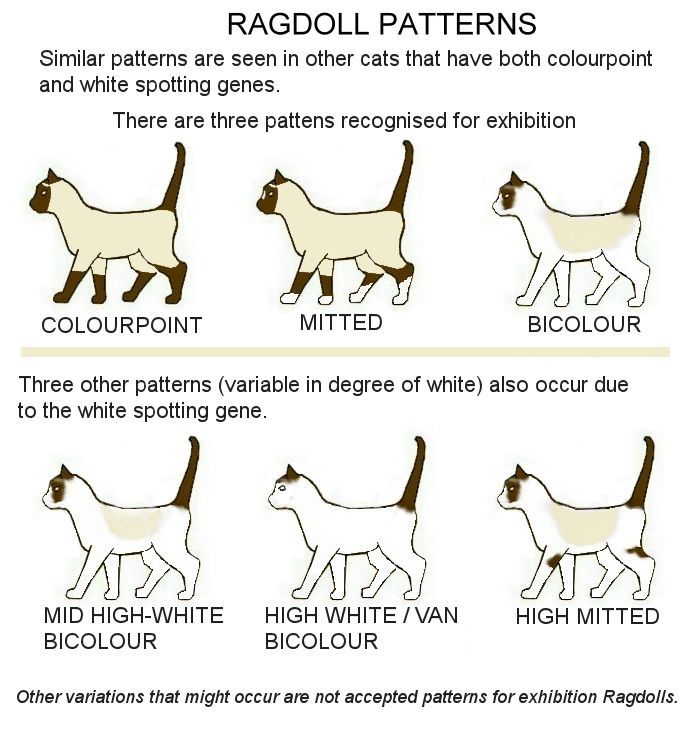 RAGDOLL PATTERNS
Similar patterns are seen in other cats that have both colourpoint
and white spotting genes.
There are three pattens recognised for exhibition
COLOURPOINT
MITTED
BICOLOUR
Three other patterns (variable in degree of white) also occur due
to the white spotting gene.
MID HIGH-WHITE
BICOLOUR
HIGH WHITE / VAN
BICOLOUR
HIGH MITTED
Other variations that might occur are not accepted patterns for exhibition Ragdolls.